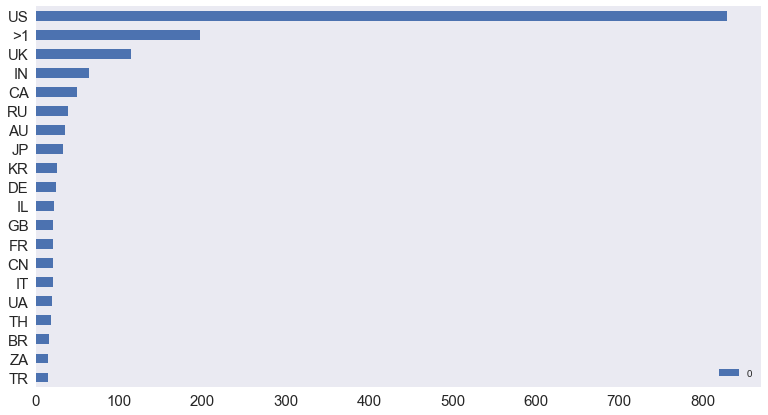 US
>1
UK
IN
CA
RU
AU
JP
KR
DE
IL
GB
FR
CN
IT
UA
TH
BR
ZA
TR
0
0 100 200 300 400 500 600 700 800